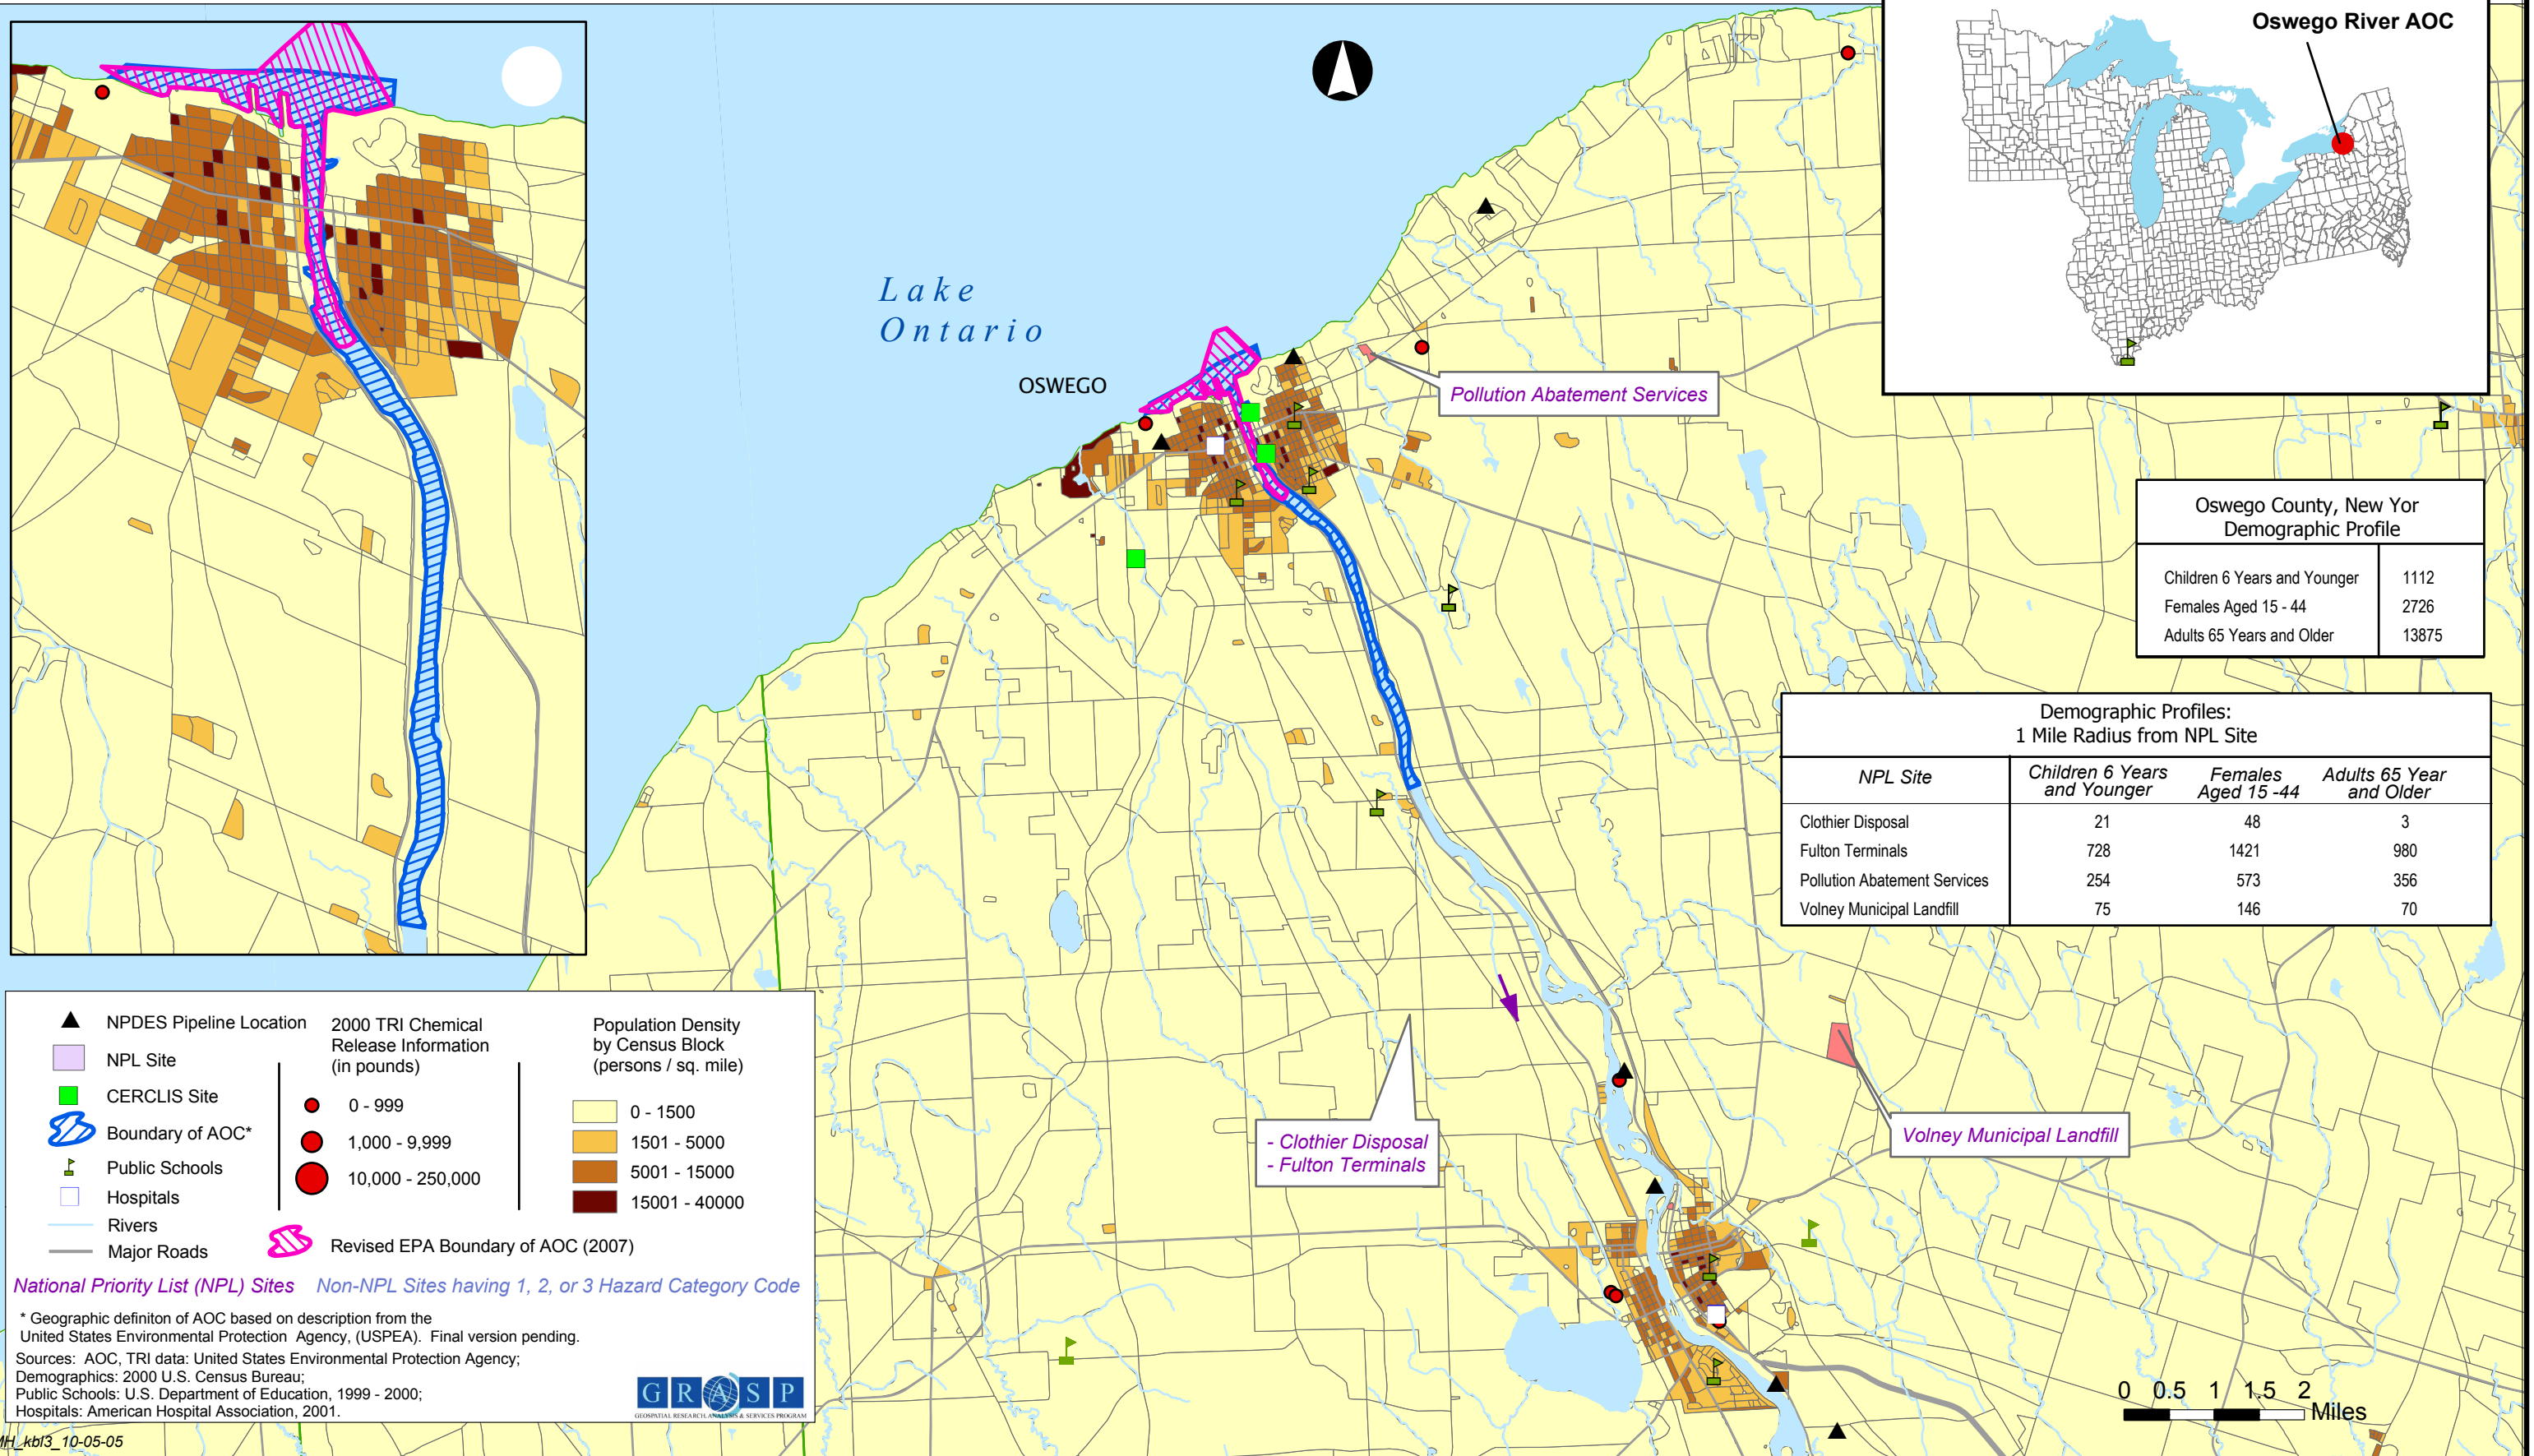 Oswego River AOC
Lake
Ontario
OSWEGO
Pollution Abatement Services
Oswego County, New Yor
Demographic Profile
Children 6 Years and Younger 1112
Females Aged 15 - 44 2726
Adults 65 Years and Older 13875
Demographic Profiles:
1 Mile Radius from NPL Site
NPL Site Children 6 Years and Younger Females Aged 15 -44 Adults 65 Year and Older
Clothier Disposal 21 48 3
Fulton Terminals 728 1421 980
Pollution Abatement Services 254 573 356
Volney Municipal Landfill 75 146 70
- Clothier Disposal
- Fulton Terminals
Volney Municipal Landfill
NPDES Pipeline Location
NPL Site
CERCLIS Site
Boundary of AOC*
Public Schools
Hospitals
Rivers
Major Roads
2000 TRI Chemical
Release Information
(in pounds)
0 - 999
1,000 - 9,999
10,000 - 250,000
Population Density
by Census Block
(persons / sq. mile)
0 - 1500
1501 - 5000
5001 - 15000
15001 - 40000
Revised EPA Boundary of AOC (2007)
National Priority List (NPL) Sites Non-NPL Sites having 1, 2, or 3 Hazard Category Code
* Geographic definiton of AOC based on description from the
United States Environmental Protection Agency, (USPEA). Final version pending.
Sources: AOC, TRI data: United States Environmental Protection Agency;
Demographics: 2000 U.S. Census Bureau;
Public Schools: U.S. Department of Education, 1999 - 2000;
Hospitals: American Hospital Association, 2001.
GRASP
GEOSPATIAL RESEARCH, ANALYSIS & SERVICES PROGRAM
0 0.5 1 1.5 2
Miles
MH_kbl3_10-05-05